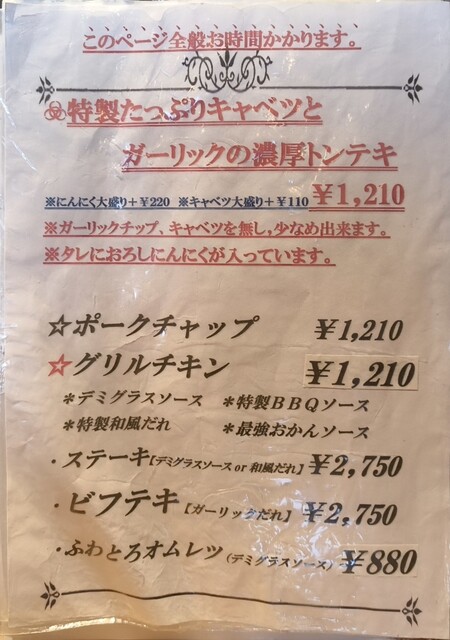 このページ全般お時間かかります。
特製たっぷりキャベツと
ガーリックの濃厚トンテキ
※にんにく大盛り+¥220 ※キャベツ大盛り+¥110 ¥1,210
※ガーリックチップ、キャベツを無し,少なめ出来ます。
※タレにおろしにんにくが入っています。
☆ポークチャップ ¥1,210
☆グリルチキン ¥1,210
＊デミグラスソース ＊特製BBQソース
＊特製和風だれ ＊最強おかんソース
・ステーキ【デミグラスソース or 和風だれ】¥2,750
・ビフテキ【ガーリックだれ】¥2,750
・ふわとろオムレツ(デミグラスソース) ¥880